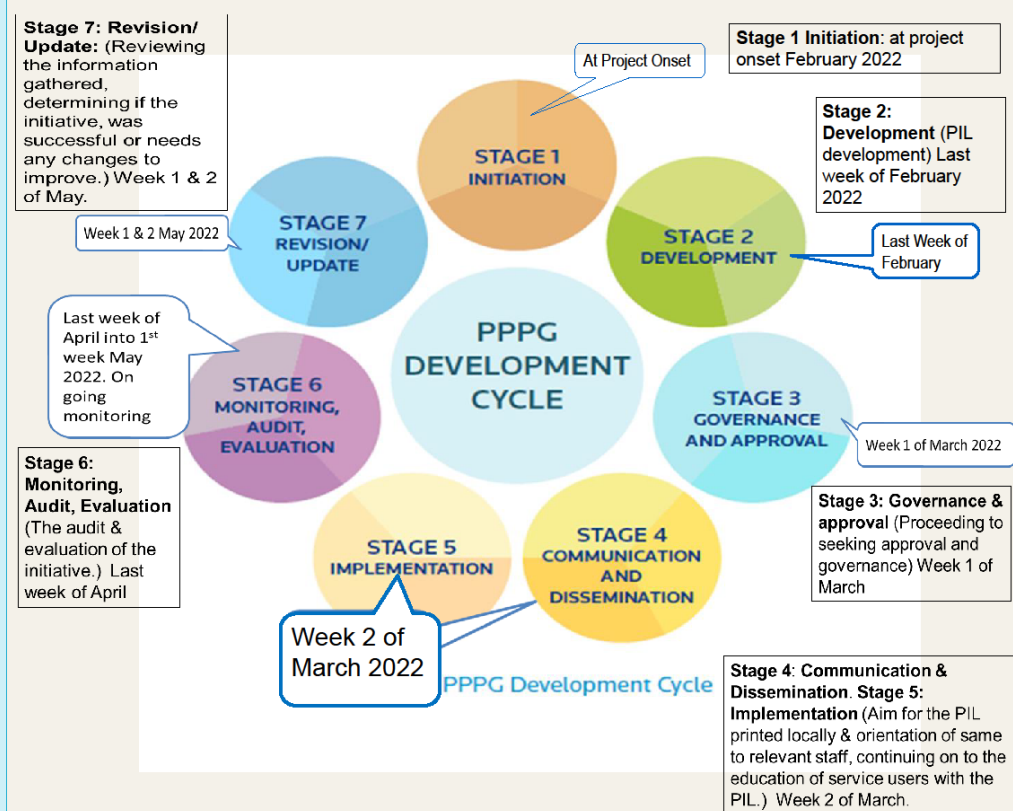 Stage 7: Revision/
Update: (Reviewing
the information
gathered,
determining if the
initiative, was
successful or needs
any changes to
improve.) Week 1 & 2
of May.
At Project Onset
Stage 1 Initiation: at project
onset February 2022
STAGE 1
INITIATION
Stage 2:
Development (PIL
development) Last
week of February
2022
STAGE 7
REVISION/
UPDATE
Week 1 & 2 May 2022
STAGE 2
DEVELOPMENT
Last Week of
February
PPPG
DEVELOPMENT
CYCLE
Last week of
April into 1st
week May
2022. On
going
monitoring
STAGE 6
MONITORING,
AUDIT,
EVALUATION
STAGE 3
GOVERNANCE
AND APPROVAL
Week 1 of March 2022
Stage 6:
Monitoring,
Audit, Evaluation
(The audit &
evaluation of the
initiative.) Last
week of April
Stage 3: Governance &
approval (Proceeding to
seeking approval and
governance) Week 1 of
March
STAGE 5
IMPLEMENTATION
STAGE 4
COMMUNICATION
AND
DISSEMINATION
Week 2 of
March 2022
PPPG Development Cycle
Stage 4: Communication &
Dissemination. Stage 5:
Implementation (Aim for the PIL
printed locally & orientation of same
to relevant staff, continuing on to the
education of service users with the
PIL.) Week 2 of March.